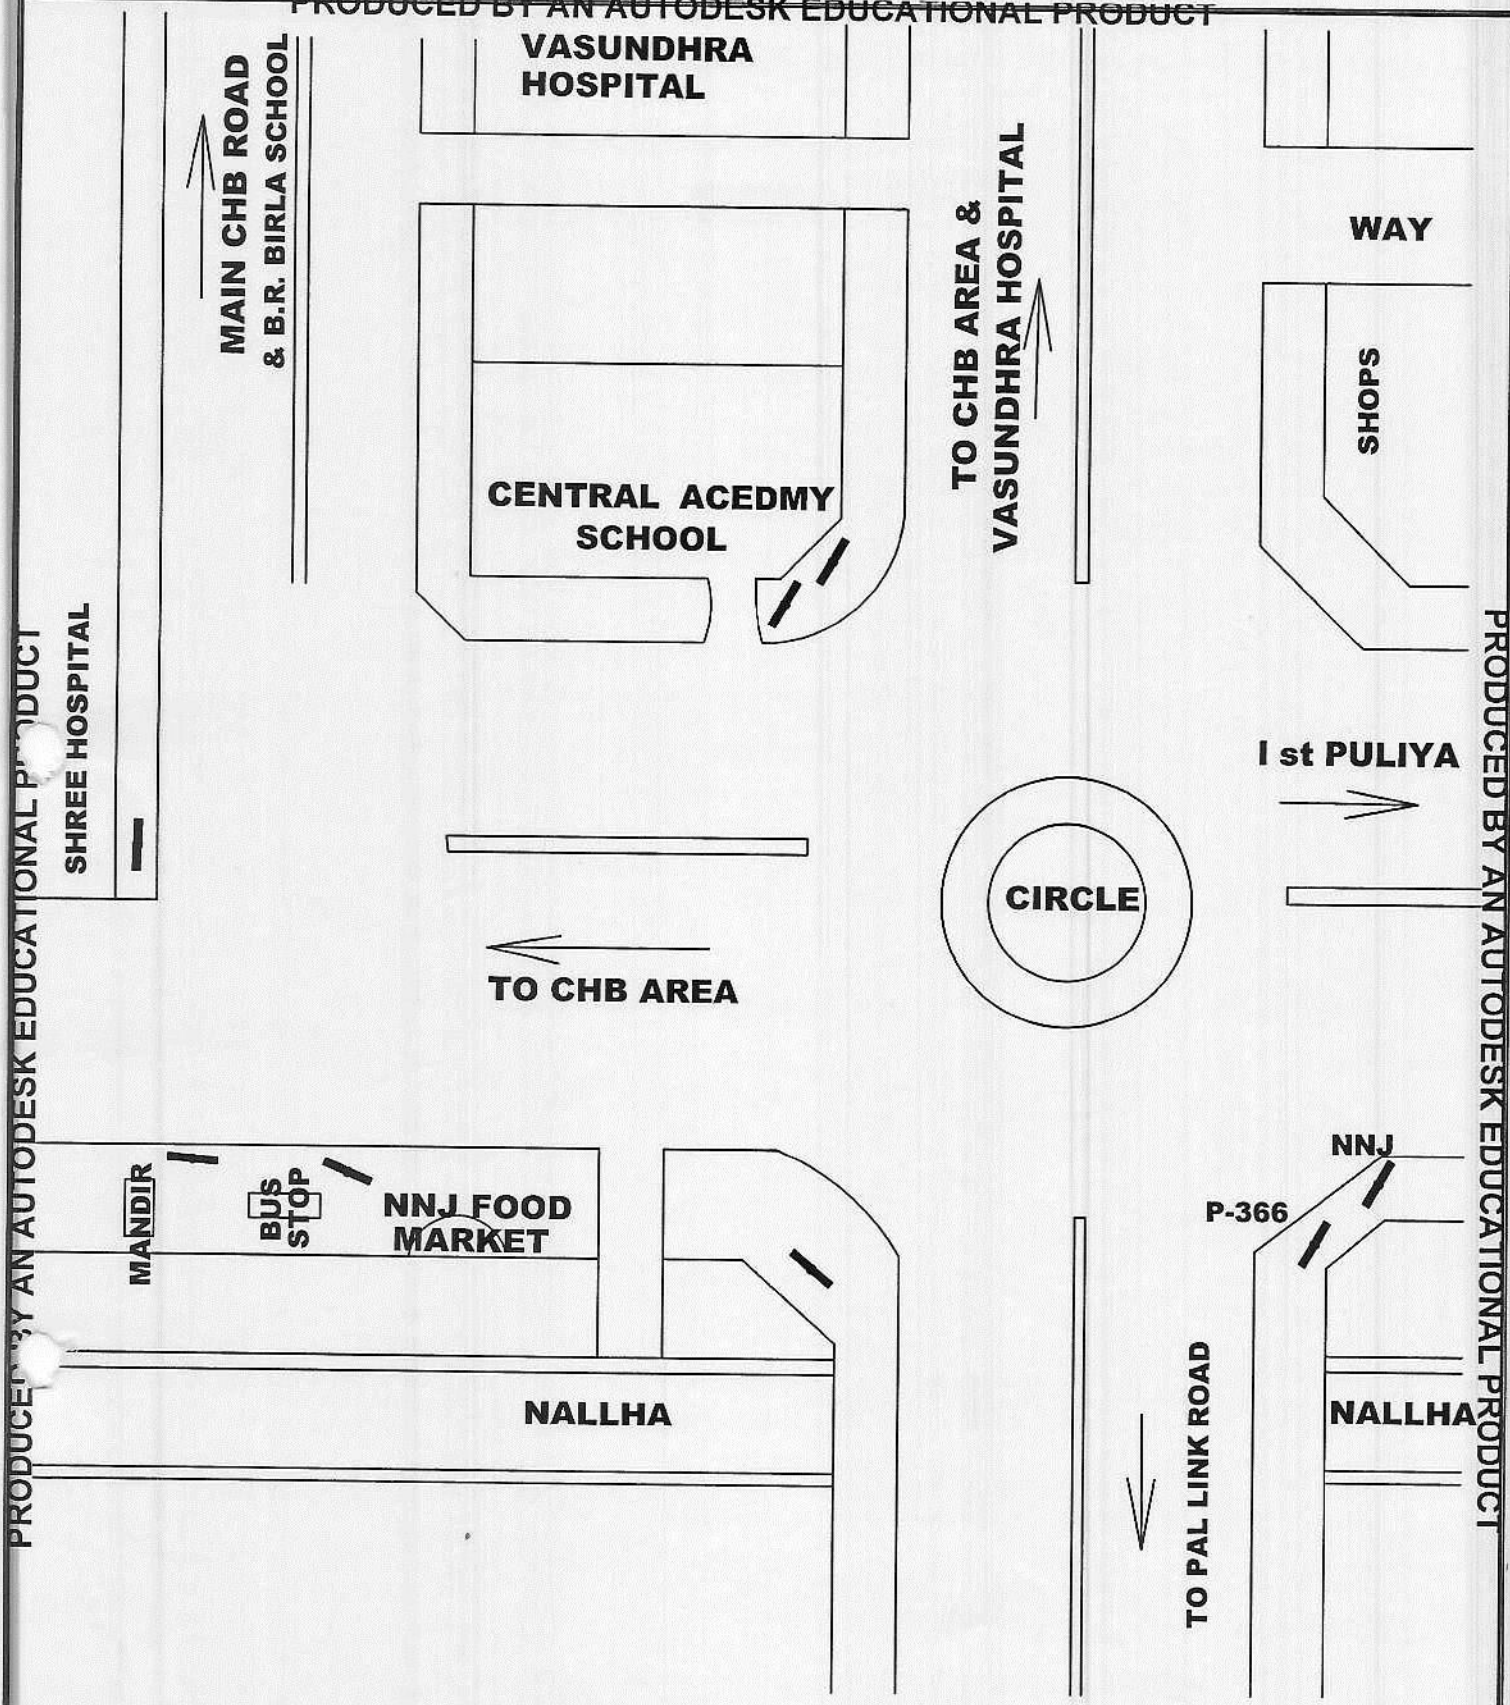 PRODUCED BY AN AUTODESK EDUCATIONAL PRODUCT
VASUNDHRA
HOSPITAL
MAIN CHB ROAD
& B.R. BIRLA SCHOOL
TO CHB AREA &
VASUNDHRA HOSPITAL
WAY
SHOPS
CENTRAL ACEDMY
SCHOOL
SHREE HOSPITAL
I st PULIYA
CIRCLE
TO CHB AREA
MANDIR
BUS
STOP
NNJ FOOD
MARKET
NNJ
P-366
NALLHA
NALLHA
TO PAL LINK ROAD
PRODUCED BY AN AUTODESK EDUCATIONAL PRODUCT
PRODUCED BY AN AUTODESK EDUCATIONAL PRODUCT